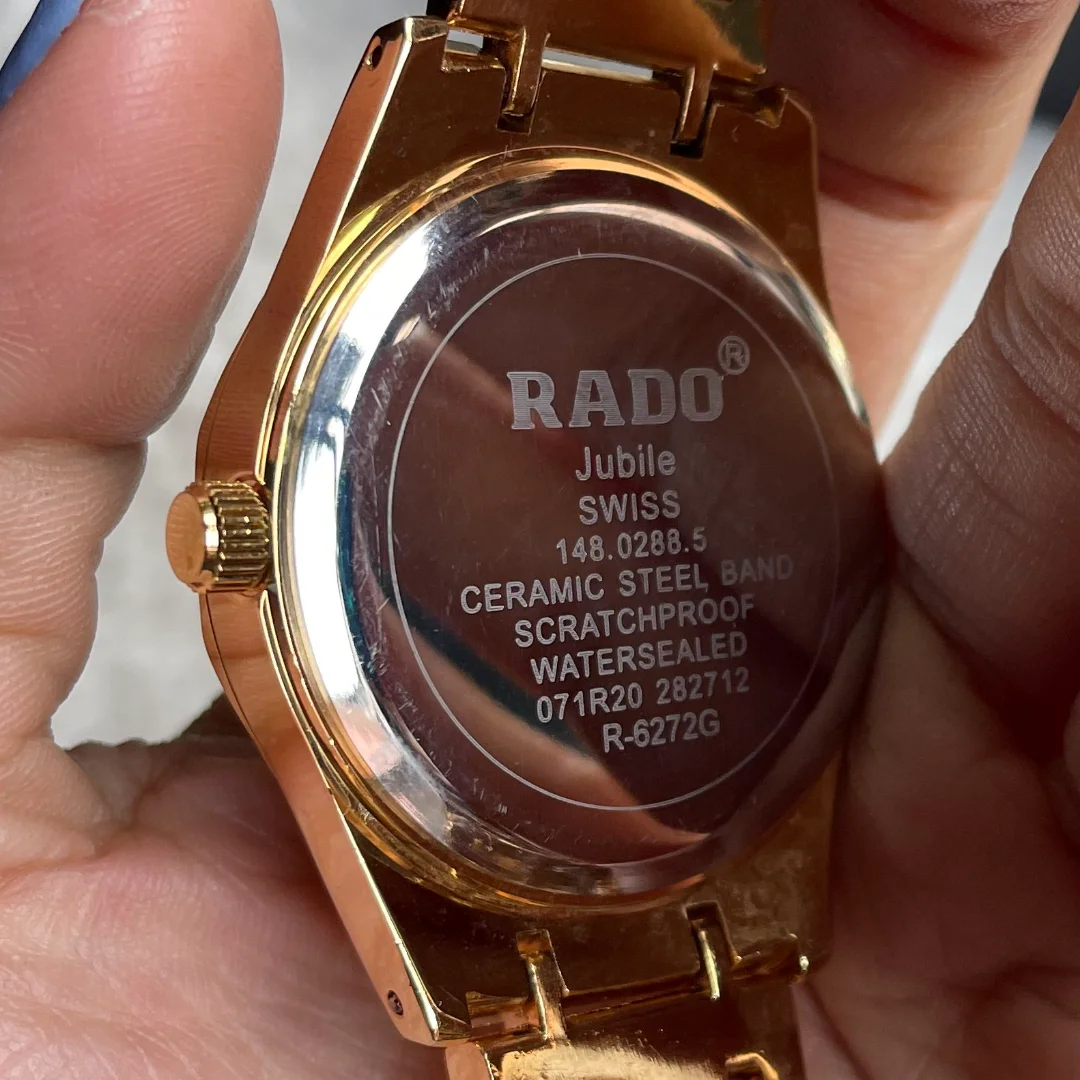 RADO®
Jubile
SWISS
148.0288.5
CERAMIC STEEL BAND
SCRATCHPROOF
WATERSEALED
071R20 282712
R-6272G